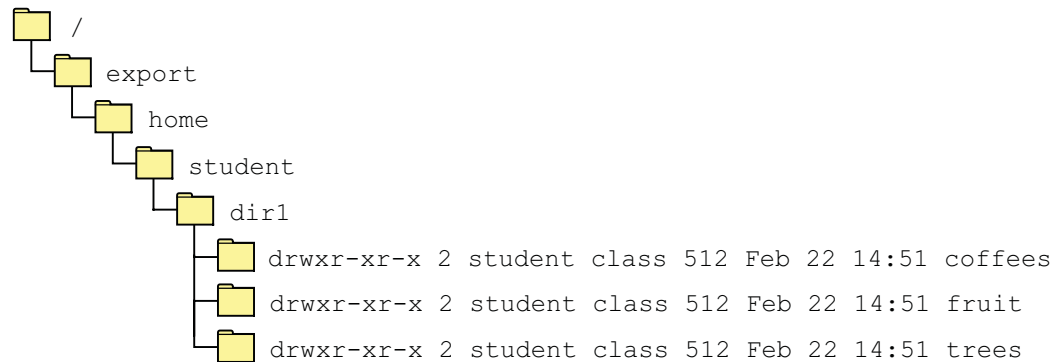 /
export
home
student
dir1
drwxr-xr-x 2 student class 512 Feb 22 14:51 coffees
drwxr-xr-x 2 student class 512 Feb 22 14:51 fruit
drwxr-xr-x 2 student class 512 Feb 22 14:51 trees